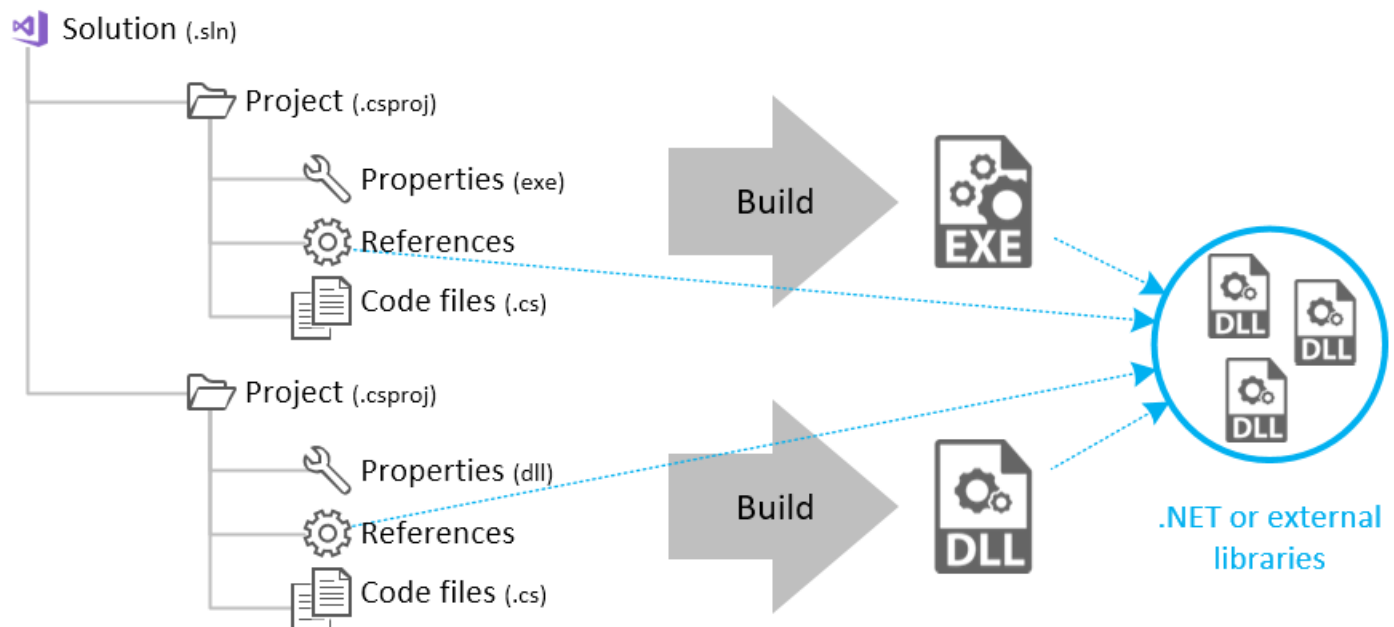 Solution (.sln)
Project (.csproj)
Properties (exe)
References
Code files (.cs)
Build
EXE
Project (.csproj)
Properties (dll)
References
Code files (.cs)
Build
DLL
DLL
DLL
DLL
.NET or external
libraries